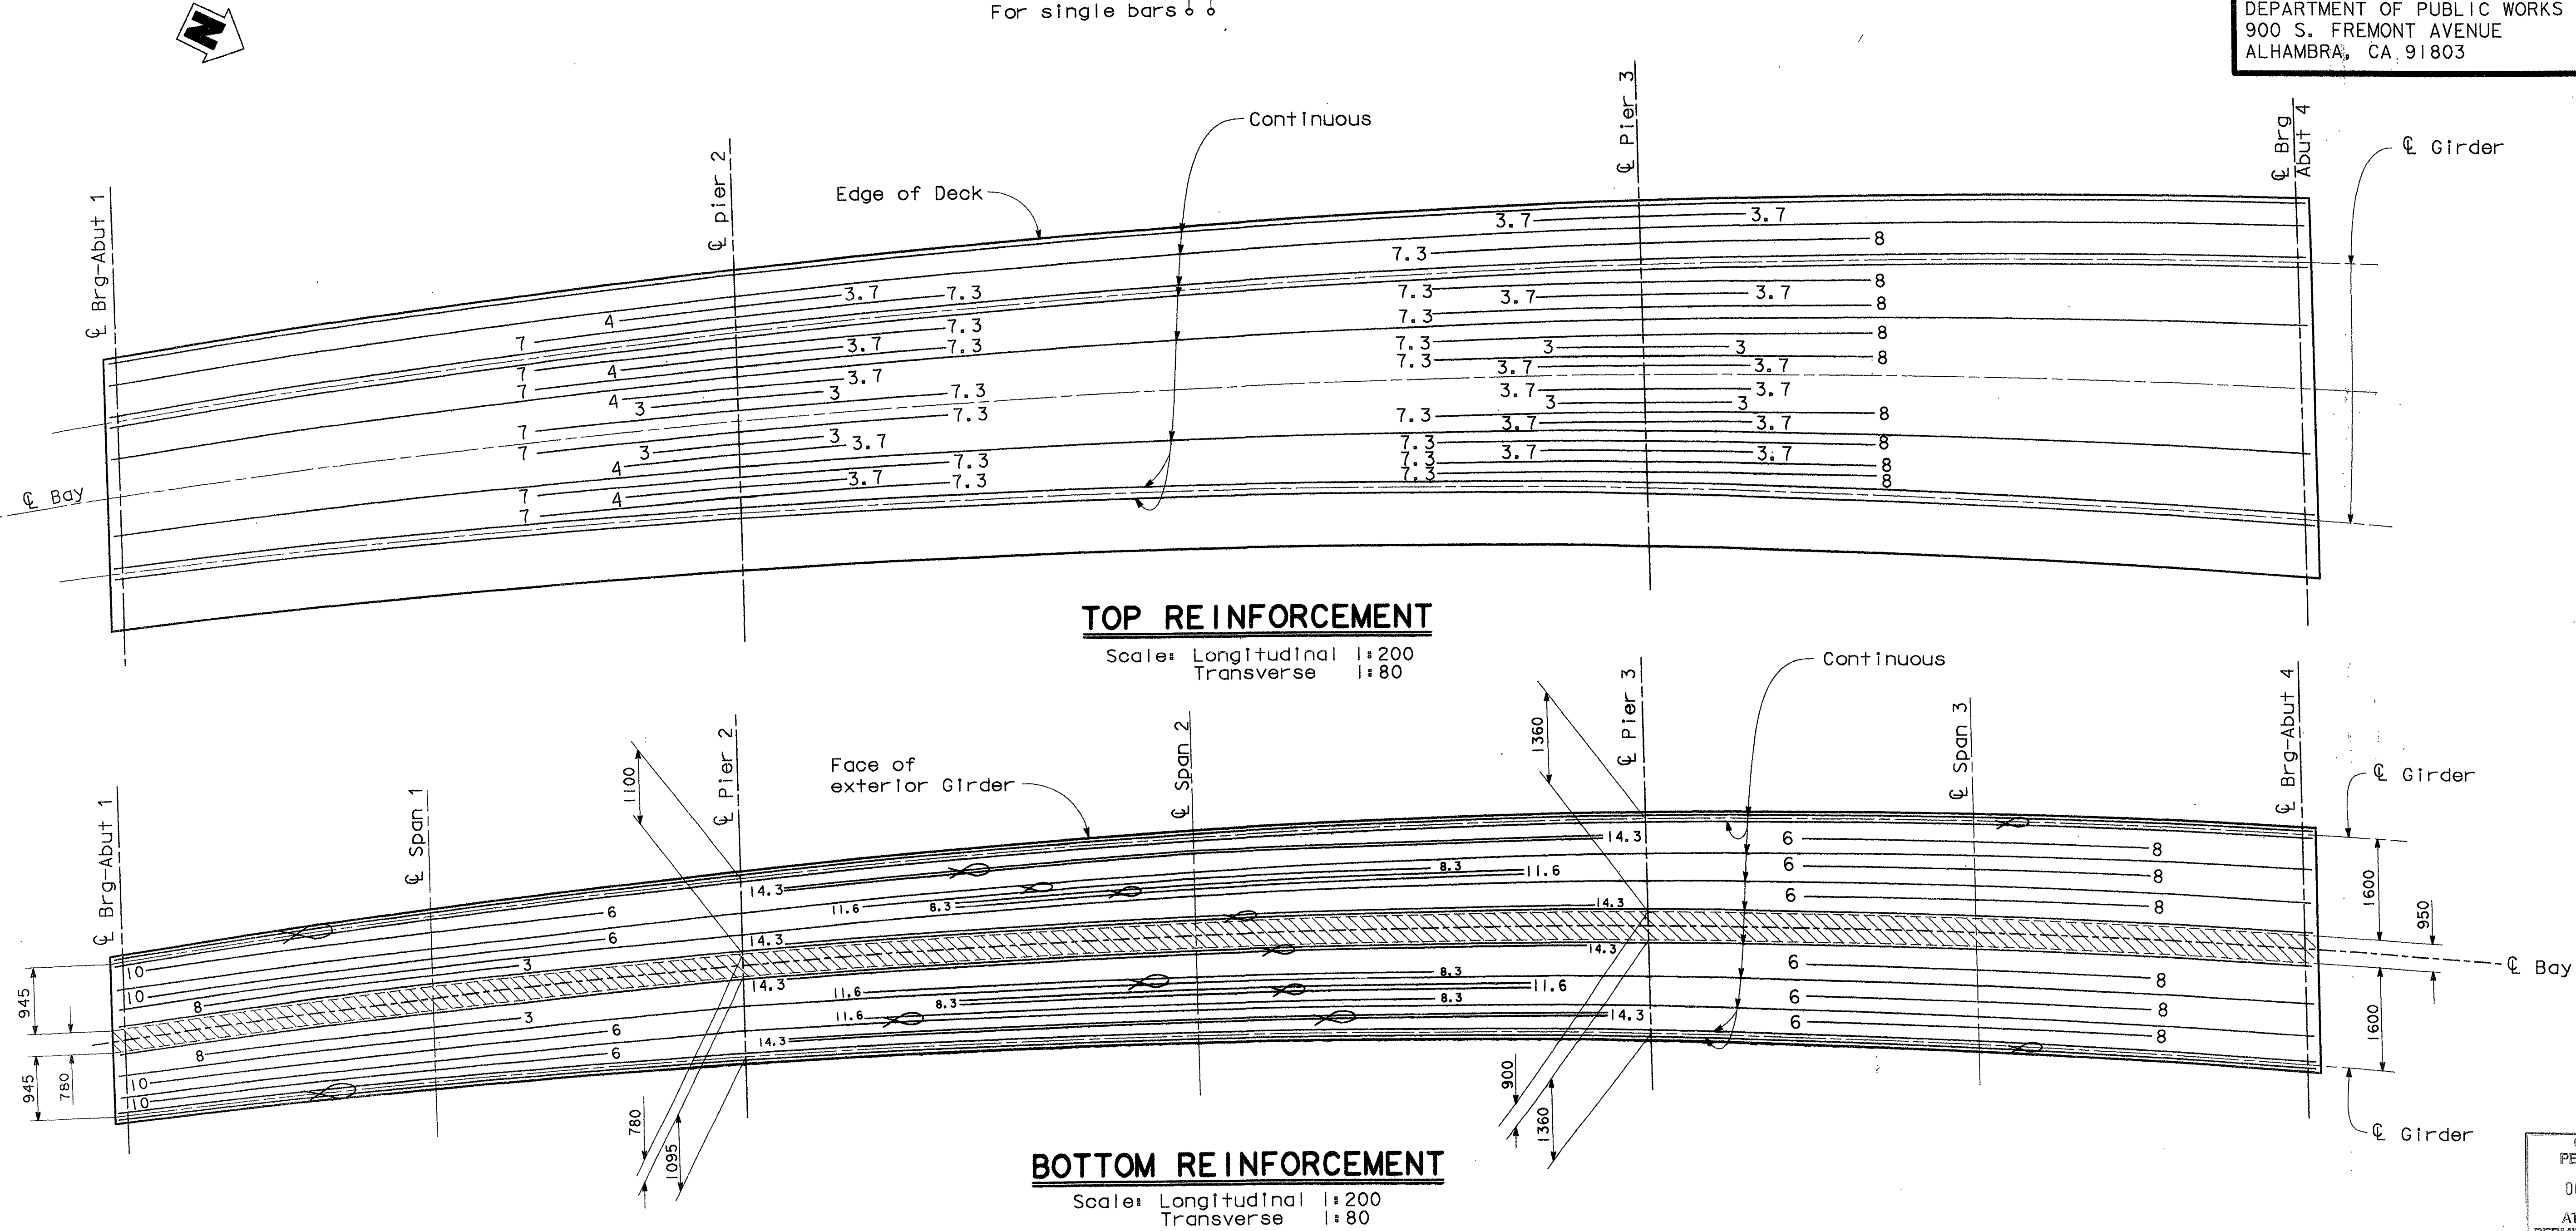 For single bars
DEPARTMENT OF PUBLIC WORKS
900 S. FREMONT AVENUE
ALHAMBRA, CA 91803
N
℄ Brg-Abut 1
℄ pier 2
Edge of Deck
Continuous
℄ Pier 3
℄ Brg
Abut 4
℄ Girder
3.7 3.7
8
7.3
3.7 7.3
4
7
7.3 8
3.7 3.7
7.3 8
7.3
3.7 7.3
7 4
3.7
7 4
3 3
7.3
7
7.3
7
3 3
3.7
4
7.3
7
4 3.7
7.3
7
7.3 8
3 3
7.3 8
3.7 3.7
3.7 3.7
3 3
7.3 8
3.7 3.7
7.3 8
3.7 3.7
7.3 8
7.3 8
℄ Bay
TOP REINFORCEMENT
Scale: Longitudinal 1:200
Transverse 1:80
℄ Brg-Abut 1
℄ Span 1
1100
℄ Pier 2
Face of
exterior Girder
℄ Span 2
1360
℄ Pier 3
Continuous
℄ Span 3
℄ Brg-Abut 4
℄ Girder
14.3 14.3
11.6 11.6
8.3 8.3
14.3 14.3
14.3 14.3
11.6 8.3
8.3 11.6
11.6 8.3
14.3 14.3
10 6
10 6
8 3
8 3
10 6
10 6
6 8
6 8
6 8
6 8
6 8
6 8
945
780
945
780
1095
900
1360
1600
950
1600
℄ Bay
℄ Girder
BOTTOM REINFORCEMENT
Scale: Longitudinal 1:200
Transverse 1:80